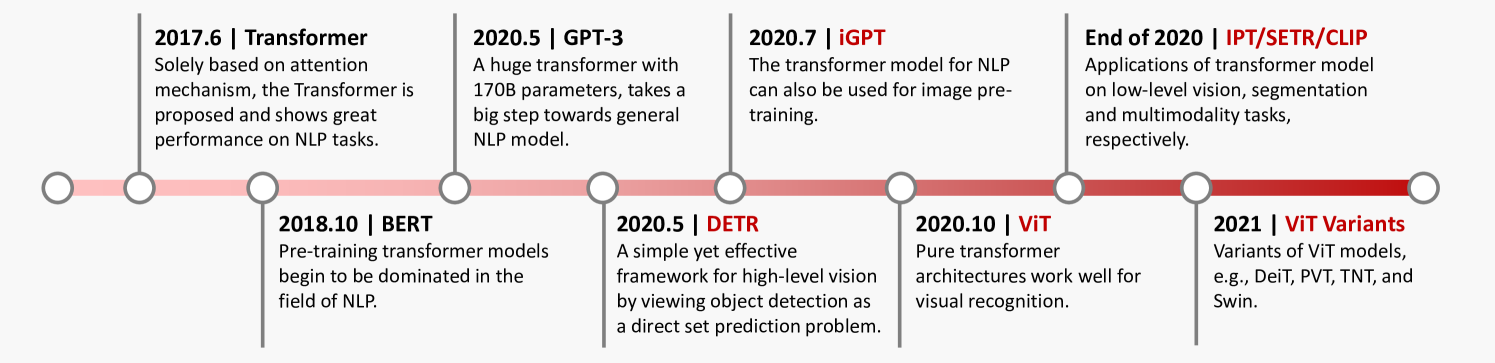 2017.6 | Transformer
Solely based on attention
mechanism, the Transformer is
proposed and shows great
performance on NLP tasks.
2018.10 | BERT
Pre-training transformer models
begin to be dominated in the
field of NLP.
2020.5 | GPT-3
A huge transformer with
170B parameters, takes a
big step towards general
NLP model.
2020.5 | DETR
A simple yet effective
framework for high-level vision
by viewing object detection as
a direct set prediction problem.
2020.7 | iGPT
The transformer model for NLP
can also be used for image pre-
training.
2020.10 | ViT
Pure transformer
architectures work well for
visual recognition.
End of 2020 | IPT/SETR/CLIP
Applications of transformer model
on low-level vision, segmentation
and multimodality tasks,
respectively.
2021 | ViT Variants
Variants of ViT models,
e.g., DeiT, PVT, TNT, and
Swin.